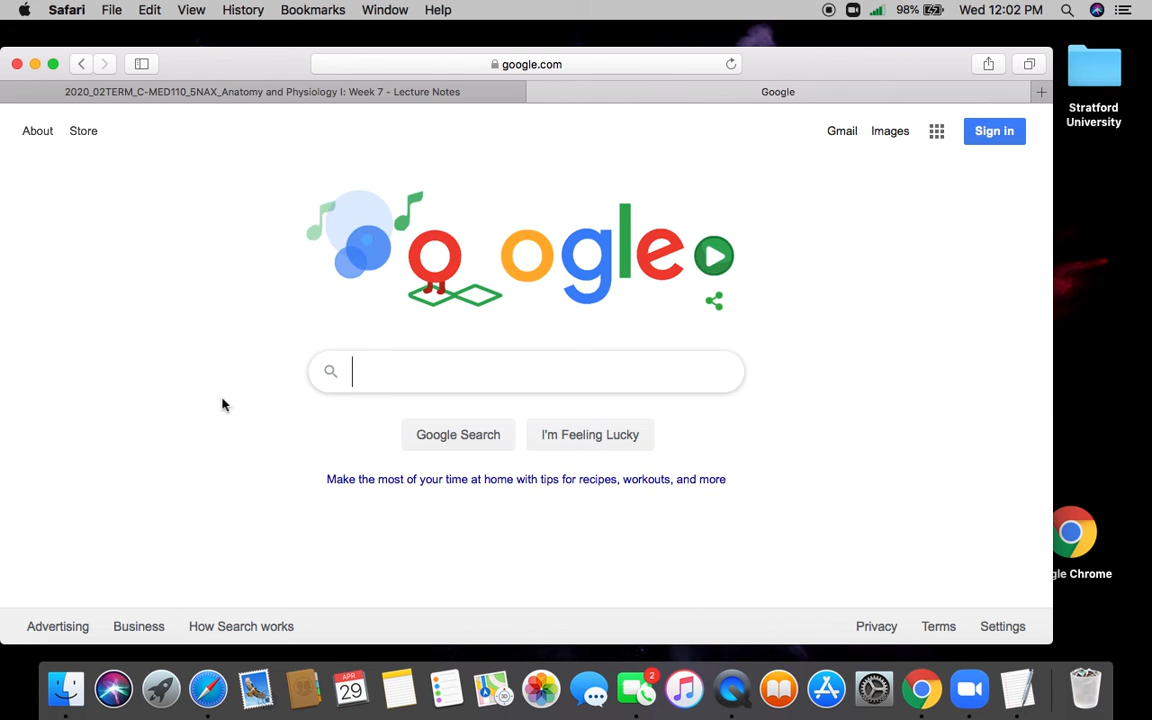 Safari File Edit View History Bookmarks Window Help 98% Wed 12:02 PM
google.com
2020_02TERM_C-MED110_5NAX_Anatomy and Physiology I: Week 7 - Lecture Notes Google
Stratford University
About Store Gmail Images Sign in
o ogle
Google Search I'm Feeling Lucky
Make the most of your time at home with tips for recipes, workouts, and more
gle Chrome
Advertising Business How Search works Privacy Terms Settings
APR 29 3D 2